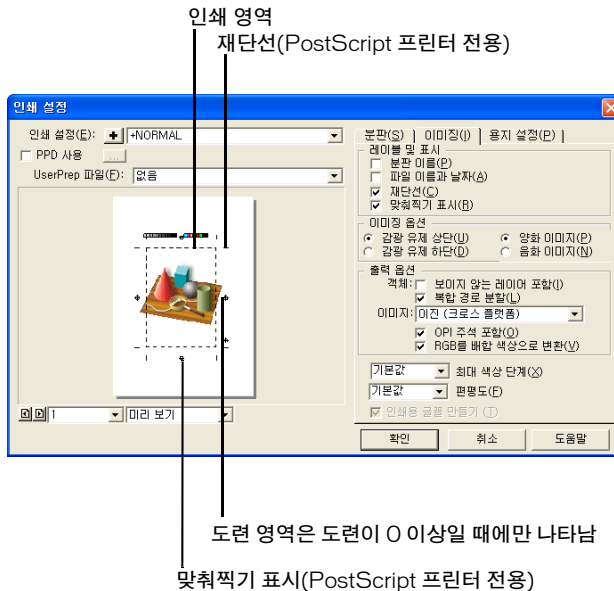 인쇄 영역
재단선(PostScript 프린터 전용)
인쇄 설정
인쇄 설정(E): + +NORMAL
PPD 사용 ...
UserPrep 파일(F): 없음
1 미리 보기
분판(S) | 이미징(I) | 용지 설정(P) |
레이블 및 표시
분판 이름(P)
파일 이름과 날짜(A)
재단선(C)
맞춰찍기 표시(R)
이미징 옵션
감광 유제 상단(U) 양화 이미지(P)
감광 유제 하단(D) 음화 이미지(N)
출력 옵션
객체: 보이지 않는 레이어 포함(I)
복합 경로 분할(L)
이미지: 이진 (크로스 플랫폼)
OPI 주석 포함(O)
RGB를 배합 색상으로 변환(V)
기본값 최대 색상 단계(X)
기본값 편평도(F)
인쇄용 글꼴 만들기 (T)
확인 취소 도움말
도련 영역은 도련이 0 이상일 때에만 나타남
맞춰찍기 표시(PostScript 프린터 전용)